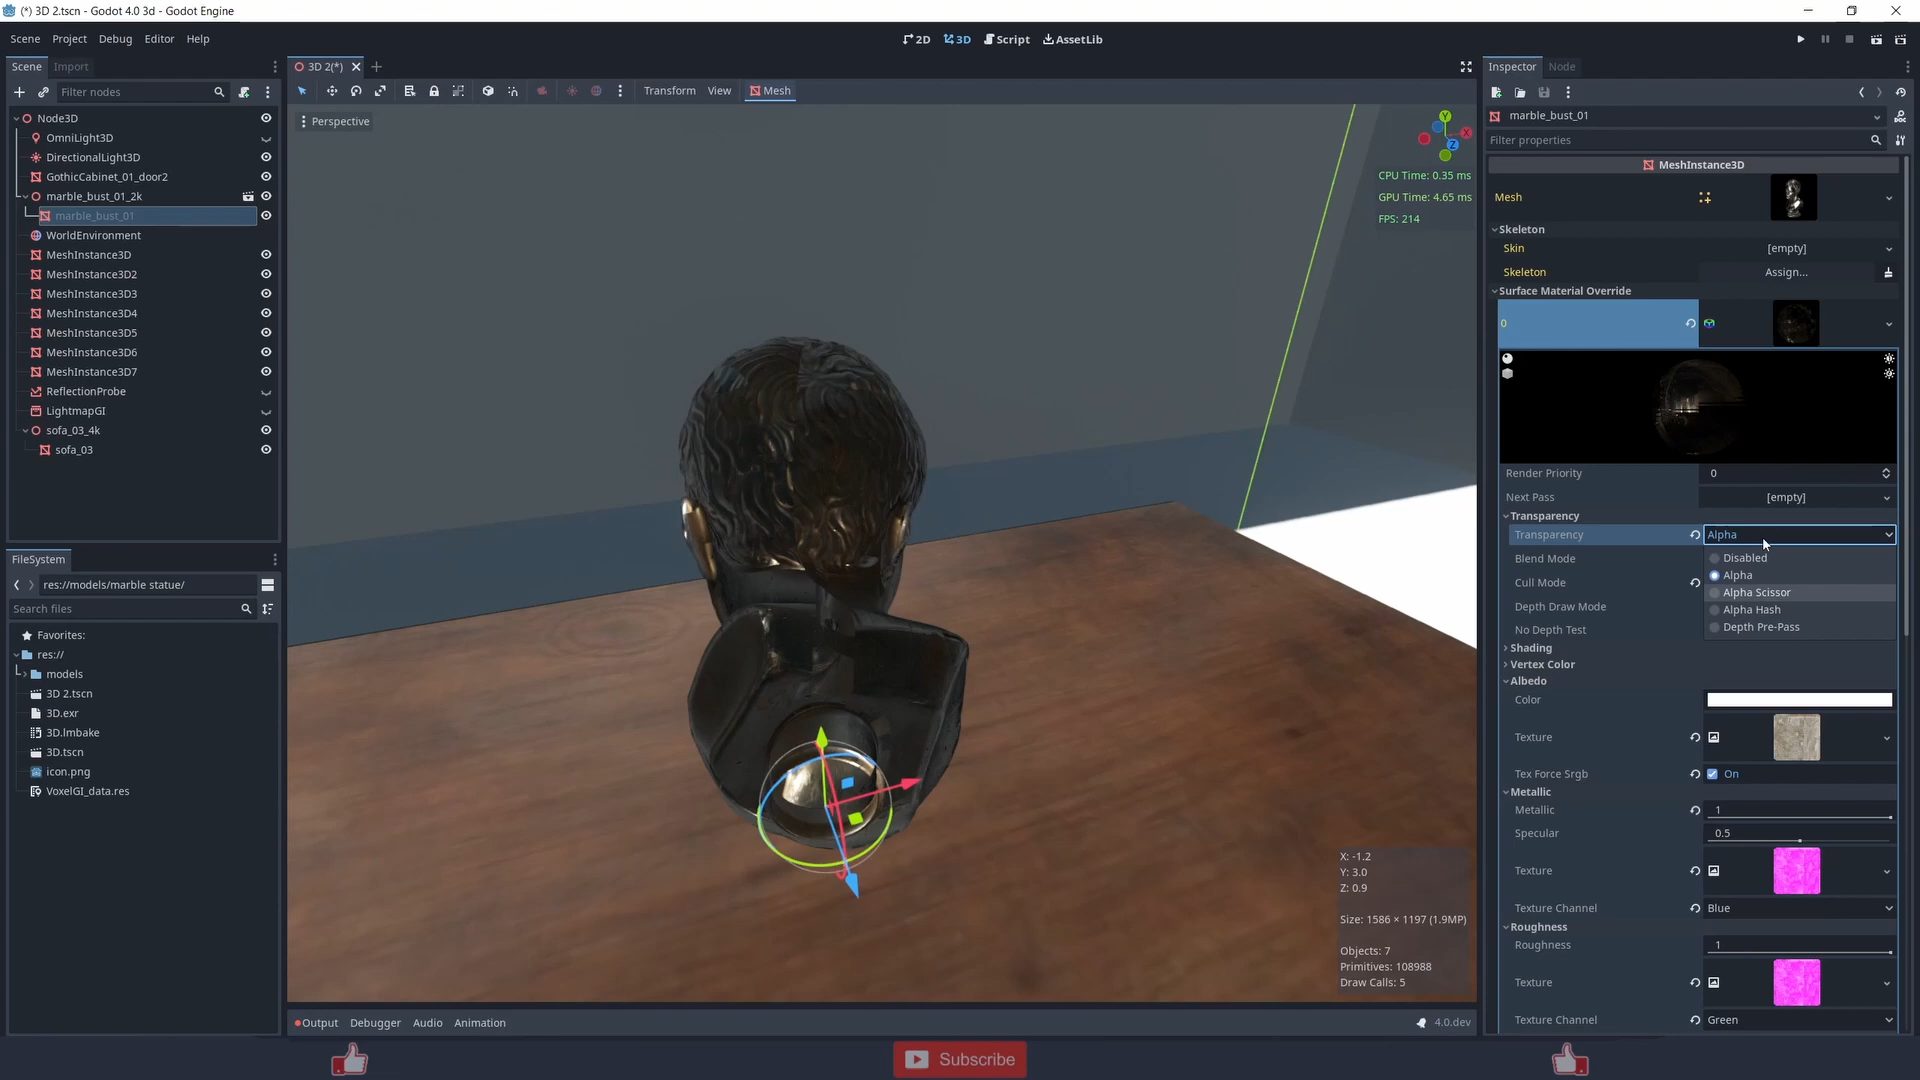 (*) 3D 2.tscn - Godot 4.0 3d - Godot Engine
Scene Project Debug Editor Help
2D 3D Script AssetLib
Scene Import
Filter nodes
Node3D
OmniLight3D
DirectionalLight3D
GothicCabinet_01_door2
marble_bust_01_2k
marble_bust_01
WorldEnvironment
MeshInstance3D
MeshInstance3D2
MeshInstance3D3
MeshInstance3D4
MeshInstance3D5
MeshInstance3D6
MeshInstance3D7
ReflectionProbe
LightmapGI
sofa_03_4k
sofa_03
FileSystem
res://models/marble statue/
Search files
Favorites:
res://
models
3D 2.tscn
3D.exr
3D.lmbake
3D.tscn
icon.png
VoxelGI_data.res
3D 2(*)
Transform View Mesh
Perspective
Y
X
Z
CPU Time: 0.35 ms
GPU Time: 4.65 ms
FPS: 214
X: -1.2
Y: 3.0
Z: 0.9
Size: 1586 × 1197 (1.9MP)
Objects: 7
Primitives: 108988
Draw Calls: 5
Output Debugger Audio Animation
4.0.dev
Inspector Node
marble_bust_01
Filter properties
MeshInstance3D
Mesh
Skeleton
Skin [empty]
Skeleton Assign...
Surface Material Override
0
Render Priority 0
Next Pass [empty]
Transparency
Transparency Alpha
Disabled
Alpha
Alpha Scissor
Alpha Hash
Depth Pre-Pass
Blend Mode
Cull Mode
Depth Draw Mode
No Depth Test
Shading
Vertex Color
Albedo
Color
Texture
Tex Force Srgb On
Metallic
Metallic 1
Specular 0.5
Texture
Texture Channel Blue
Roughness
Roughness 1
Texture
Texture Channel Green
Subscribe